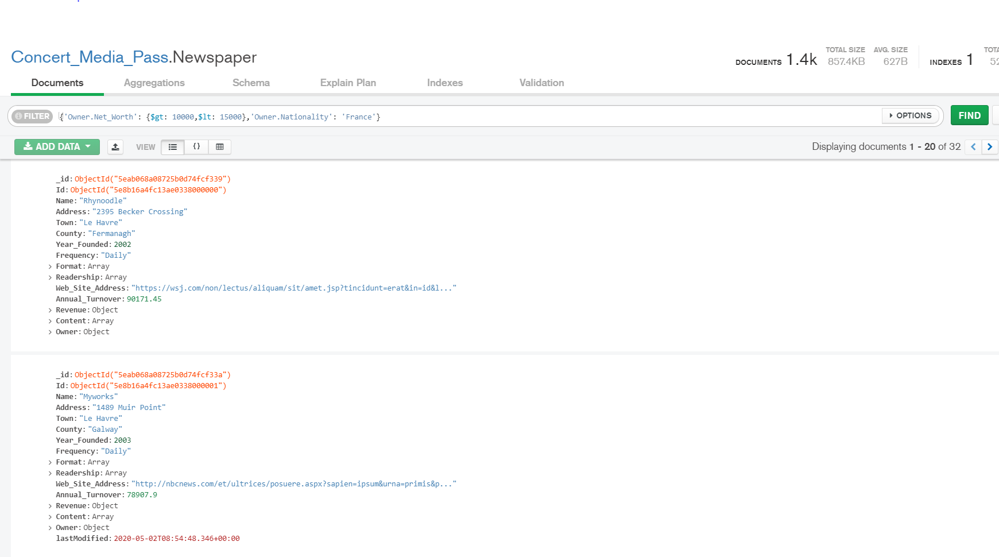 Concert_Media_Pass.Newspaper
DOCUMENTS 1.4k TOTAL SIZE 857.4KB AVG. SIZE 627B INDEXES 1
Documents Aggregations Schema Explain Plan Indexes Validation
FILTER {'Owner.Net_Worth': {$gt: 10000,$lt: 15000},'Owner.Nationality': 'France'} OPTIONS FIND
ADD DATA VIEW {} Displaying documents 1 - 20 of 32
_id: ObjectId("5eab068a08725b0d74fcf339")
Id: ObjectId("5e8b16a4fc13ae0338000000")
Name: "Rhynoodle"
Address: "2395 Becker Crossing"
Town: "Le Havre"
County: "Fermanagh"
Year_Founded: 2002
Frequency: "Daily"
> Format: Array
> Readership: Array
Web_Site_Address: "https://wsj.com/non/lectus/aliquam/sit/amet.jsp?tincidunt=erat&in=id&l..."
Annual_Turnover: 90171.45
> Revenue: Object
> Content: Array
> Owner: Object
_id: ObjectId("5eab068a08725b0d74fcf33a")
Id: ObjectId("5e8b16a4fc13ae0338000001")
Name: "Myworks"
Address: "1489 Muir Point"
Town: "Le Havre"
County: "Galway"
Year_Founded: 2003
Frequency: "Daily"
> Format: Array
> Readership: Array
Web_Site_Address: "http://nbcnews.com/et/ultrices/posuere.aspx?sapien=ipsum&urna=primis&p..."
Annual_Turnover: 78907.9
> Revenue: Object
> Content: Array
> Owner: Object
lastModified: 2020-05-02T08:54:48.346+00:00